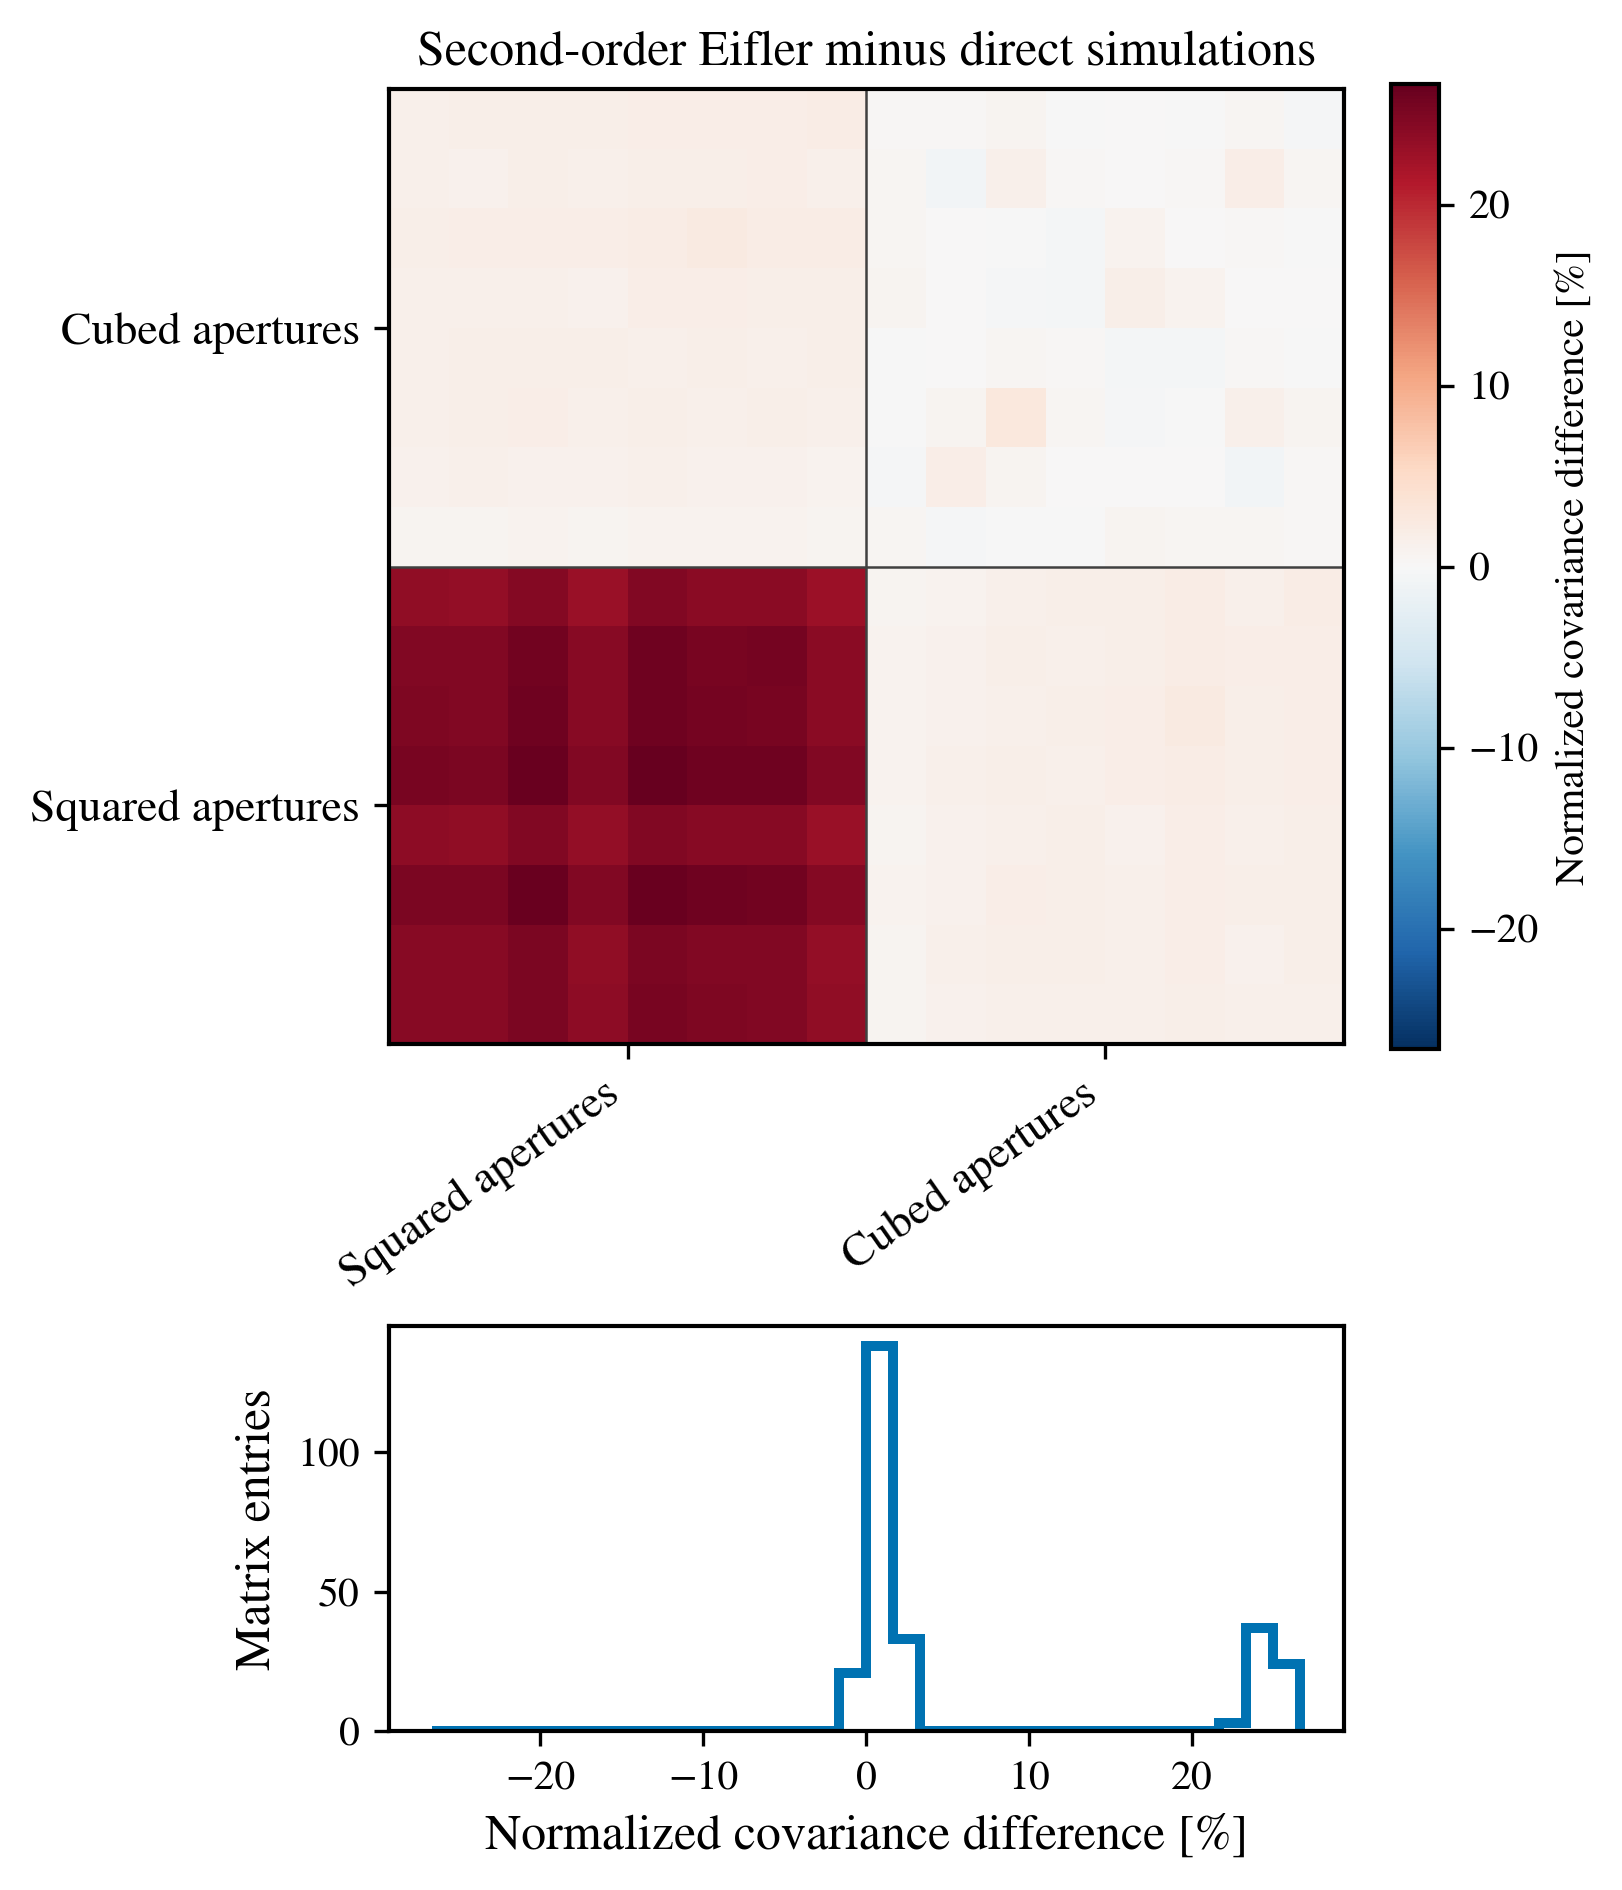 Second-order Eifler minus direct simulations
Cubed apertures
Squared apertures
Squared apertures
Cubed apertures
20
10
0
−10
−20
Normalized covariance difference [%]
Matrix entries
100
50
0
−20
−10
0
10
20
Normalized covariance difference [%]